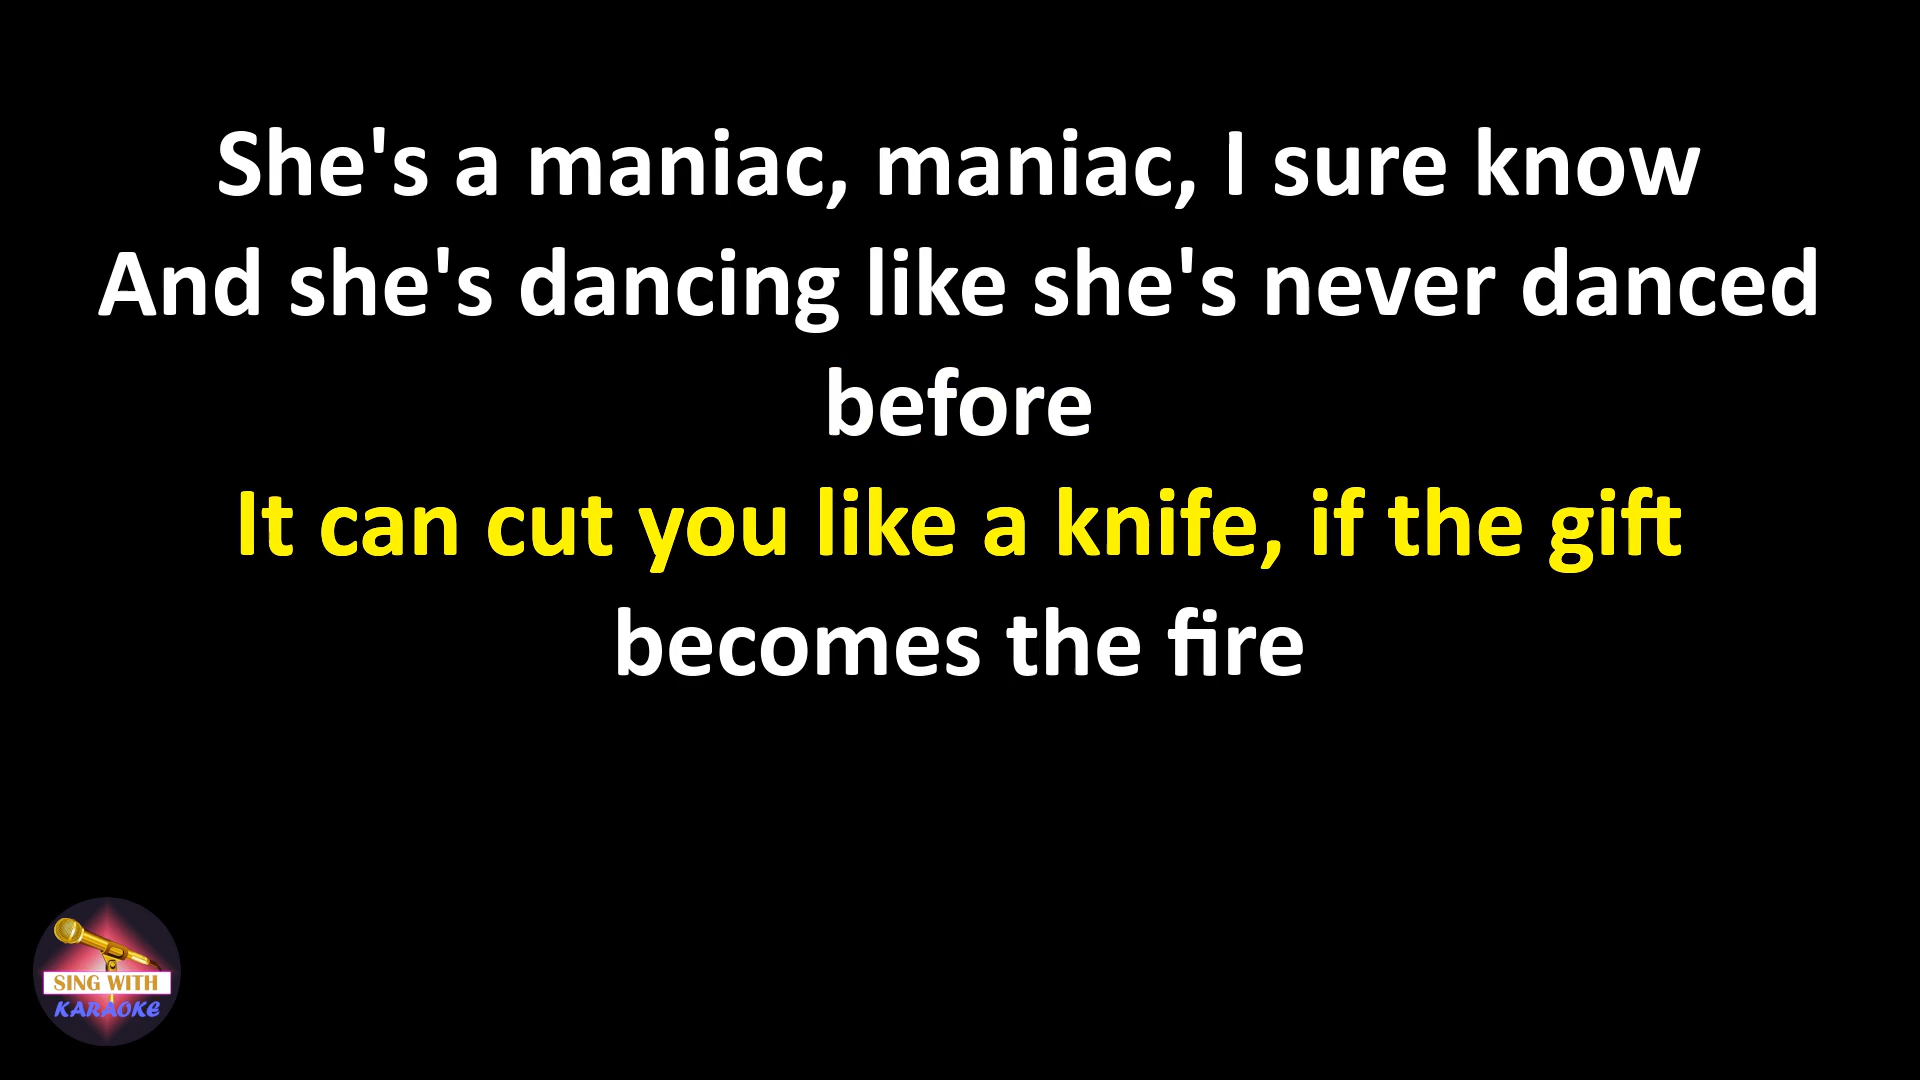 She's a maniac, maniac, I sure know
And she's dancing like she's never danced
before
It can cut you like a knife, if the gift
becomes the fire
SING WITH
KARAOKE